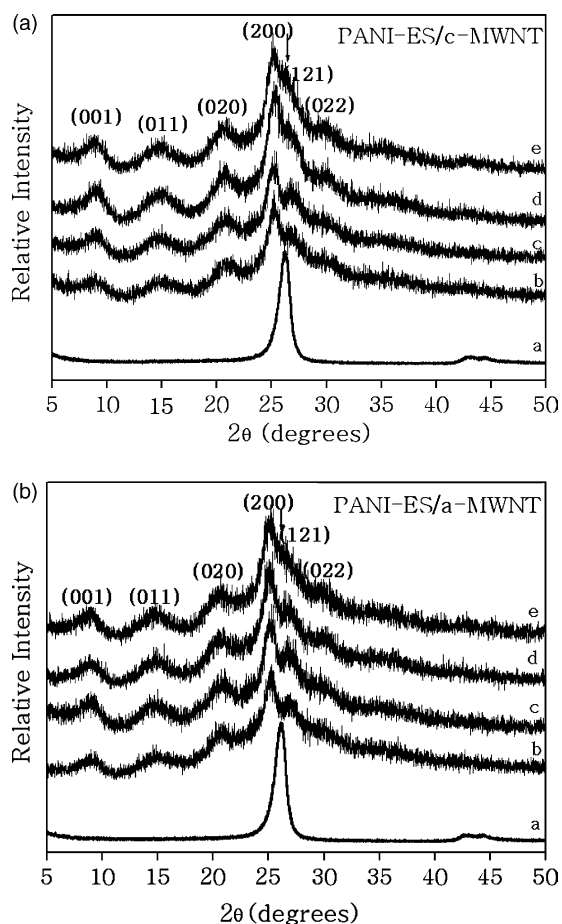 (a)
(200)
PANI-ES/c-MWNT
(121)
(001)
(011)
(020)
(022)
e
d
c
b
a
Relative Intensity
5 10 15 20 25 30 35 40 45 50
2θ (degrees)
(b)
(200)
PANI-ES/a-MWNT
(121)
(020)
(022)
(001)
(011)
e
d
c
b
a
Relative Intensity
5 10 15 20 25 30 35 40 45 50
2θ (degrees)